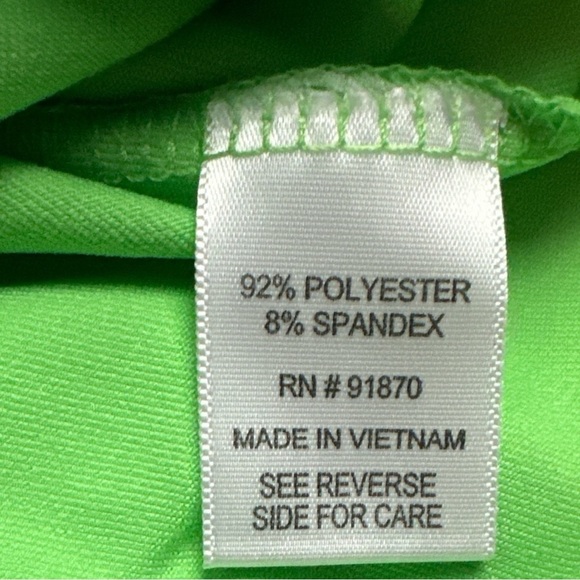 92% POLYESTER
8% SPANDEX
RN # 91870
MADE IN VIETNAM
SEE REVERSE
SIDE FOR CARE